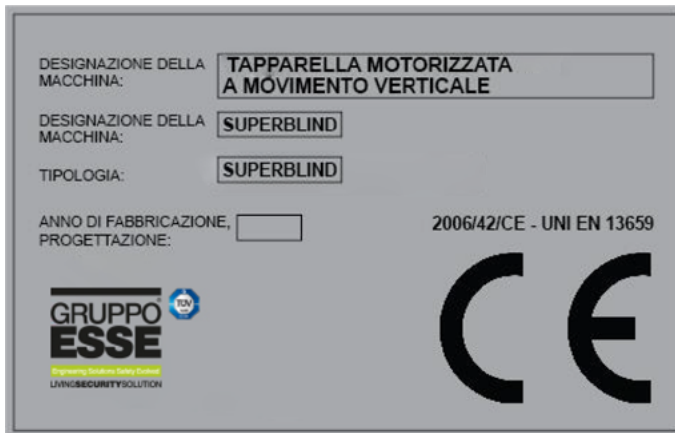 DESIGNAZIONE DELLA
MACCHINA:
TAPPARELLA MOTORIZZATA
A MOVIMENTO VERTICALE
DESIGNAZIONE DELLA
MACCHINA:
SUPERBLIND
TIPOLOGIA:
SUPERBLIND
ANNO DI FABBRICAZIONE,
PROGETTAZIONE:
2006/42/CE - UNI EN 13659
GRUPPO
ESSE
TÜV
Engineering Solutions Safety Evolved
LIVINGSECURITYSOLUTION
CE